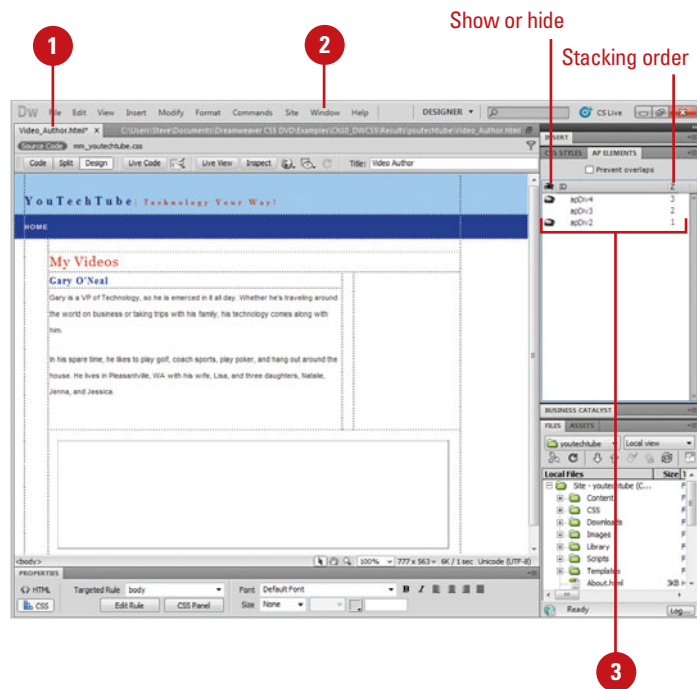 Show or hide
1
2
Stacking order
DW File Edit View Insert Modify Format Commands Site Window Help DESIGNER CS Live
Video_Author.html* x C:\Users\Steve\Documents\Dreamweaver CS5 DVD\Examples\Ch10_DWCS5\Results\youtechtube\Video_Author.html
Source Code mm_youtechtube.css
Code Split Design Live Code Live View Inspect Title: Video Author
INSERT
CSS STYLES AP ELEMENTS
Prevent overlaps
ID Z
apDiv4 3
apDiv3 2
apDiv2 1
YouTechTube| Technology Your Way!
HOME
My Videos
Gary O'Neal
Gary is a VP of Technology, so he is emerced in it all day. Whether he's traveling around
the world on business or taking trips with his family, his technology comes along with
him.
In his spare time, he likes to play golf, coach sports, play poker, and hang out around the
house. He lives in Pleasantville, WA with his wife, Lisa, and three daughters, Natalie,
Jenna, and Jessica.
BUSINESS CATALYST
FILES ASSETS
youtechtube Local view
Local Files Size
Site - youtechtube (C...
Content
CSS
Downloads
Images
Library
Scripts
Templates
About.html 3KB
Ready Log...
<body> 100% 777 x 563 6K / 1 sec Unicode (UTF-8)
PROPERTIES
<> HTML Targeted Rule body Font Default Font B I
CSS Edit Rule CSS Panel Size None
3